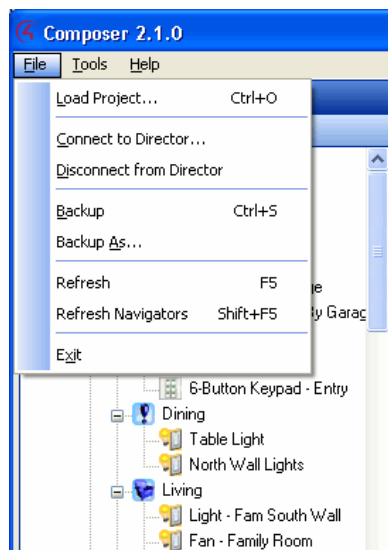 Composer 2.1.0
File Tools Help
Load Project... Ctrl+O
Connect to Director...
Disconnect from Director
Backup Ctrl+S
Backup As...
Refresh F5
Refresh Navigators Shift+F5
Exit
6-Button Keypad - Entry
Dining
Table Light
North Wall Lights
Living
Light - Fam South Wall
Fan - Family Room